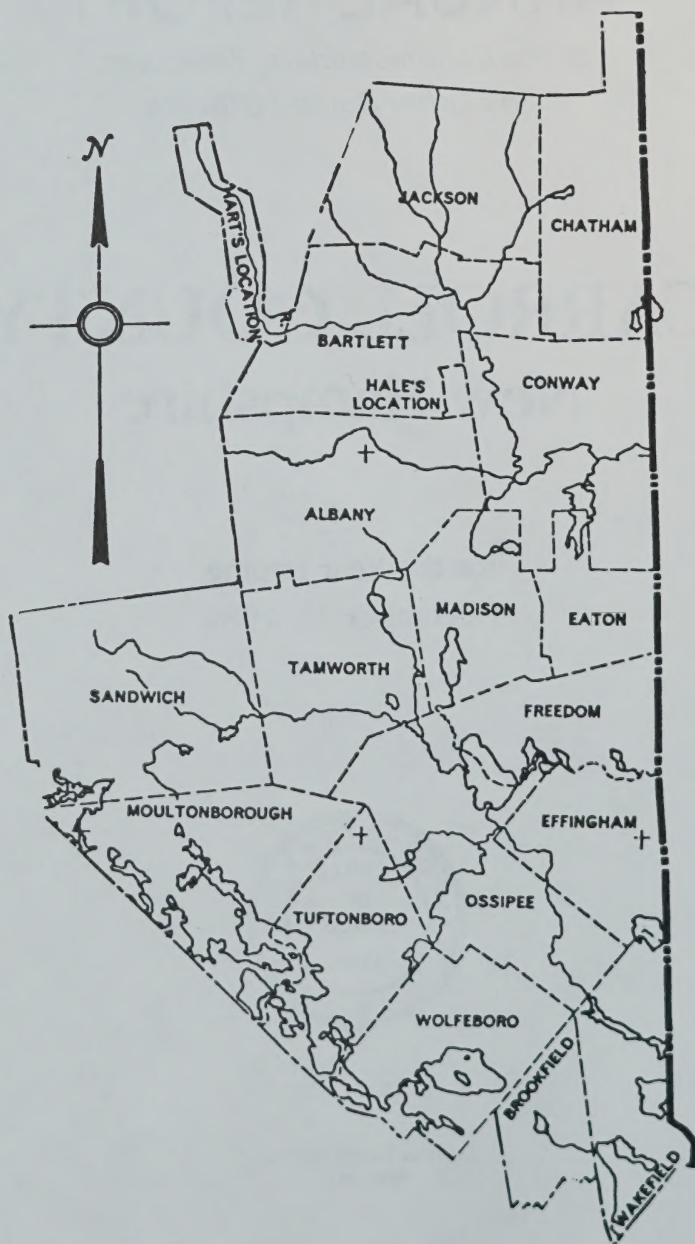 N
JACKSON
CHATHAM
HART'S LOCATION
BARTLETT
HALE'S
LOCATION
CONWAY
ALBANY
MADISON
EATON
TAMWORTH
SANDWICH
FREEDOM
MOULTONBOROUGH
EFFINGHAM
OSSIPEE
TUFTONBORO
WOLFEBORO
BROOKFIELD
WAKEFIELD